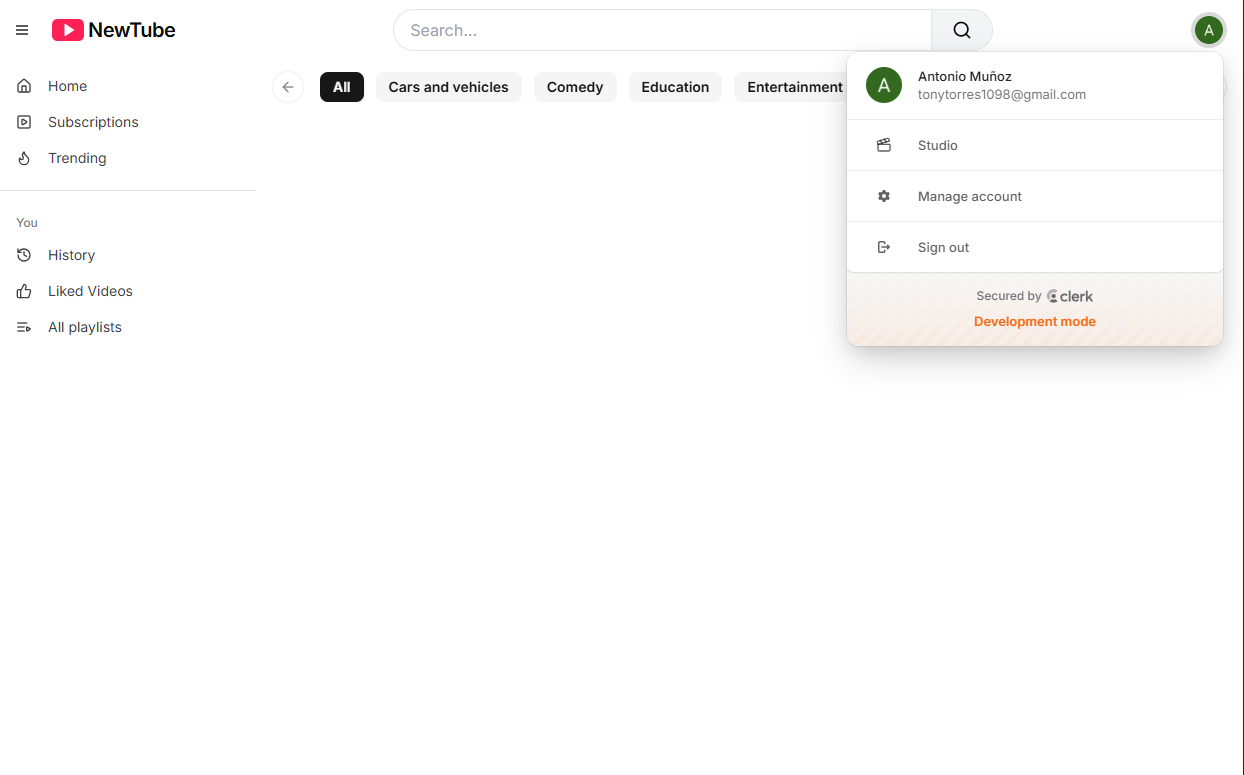 NewTube
Search...
A
Home
Subscriptions
Trending
You
History
Liked Videos
All playlists
All
Cars and vehicles
Comedy
Education
Entertainment
A
Antonio Muñoz
tonytorres1098@gmail.com
Studio
Manage account
Sign out
Secured by clerk
Development mode